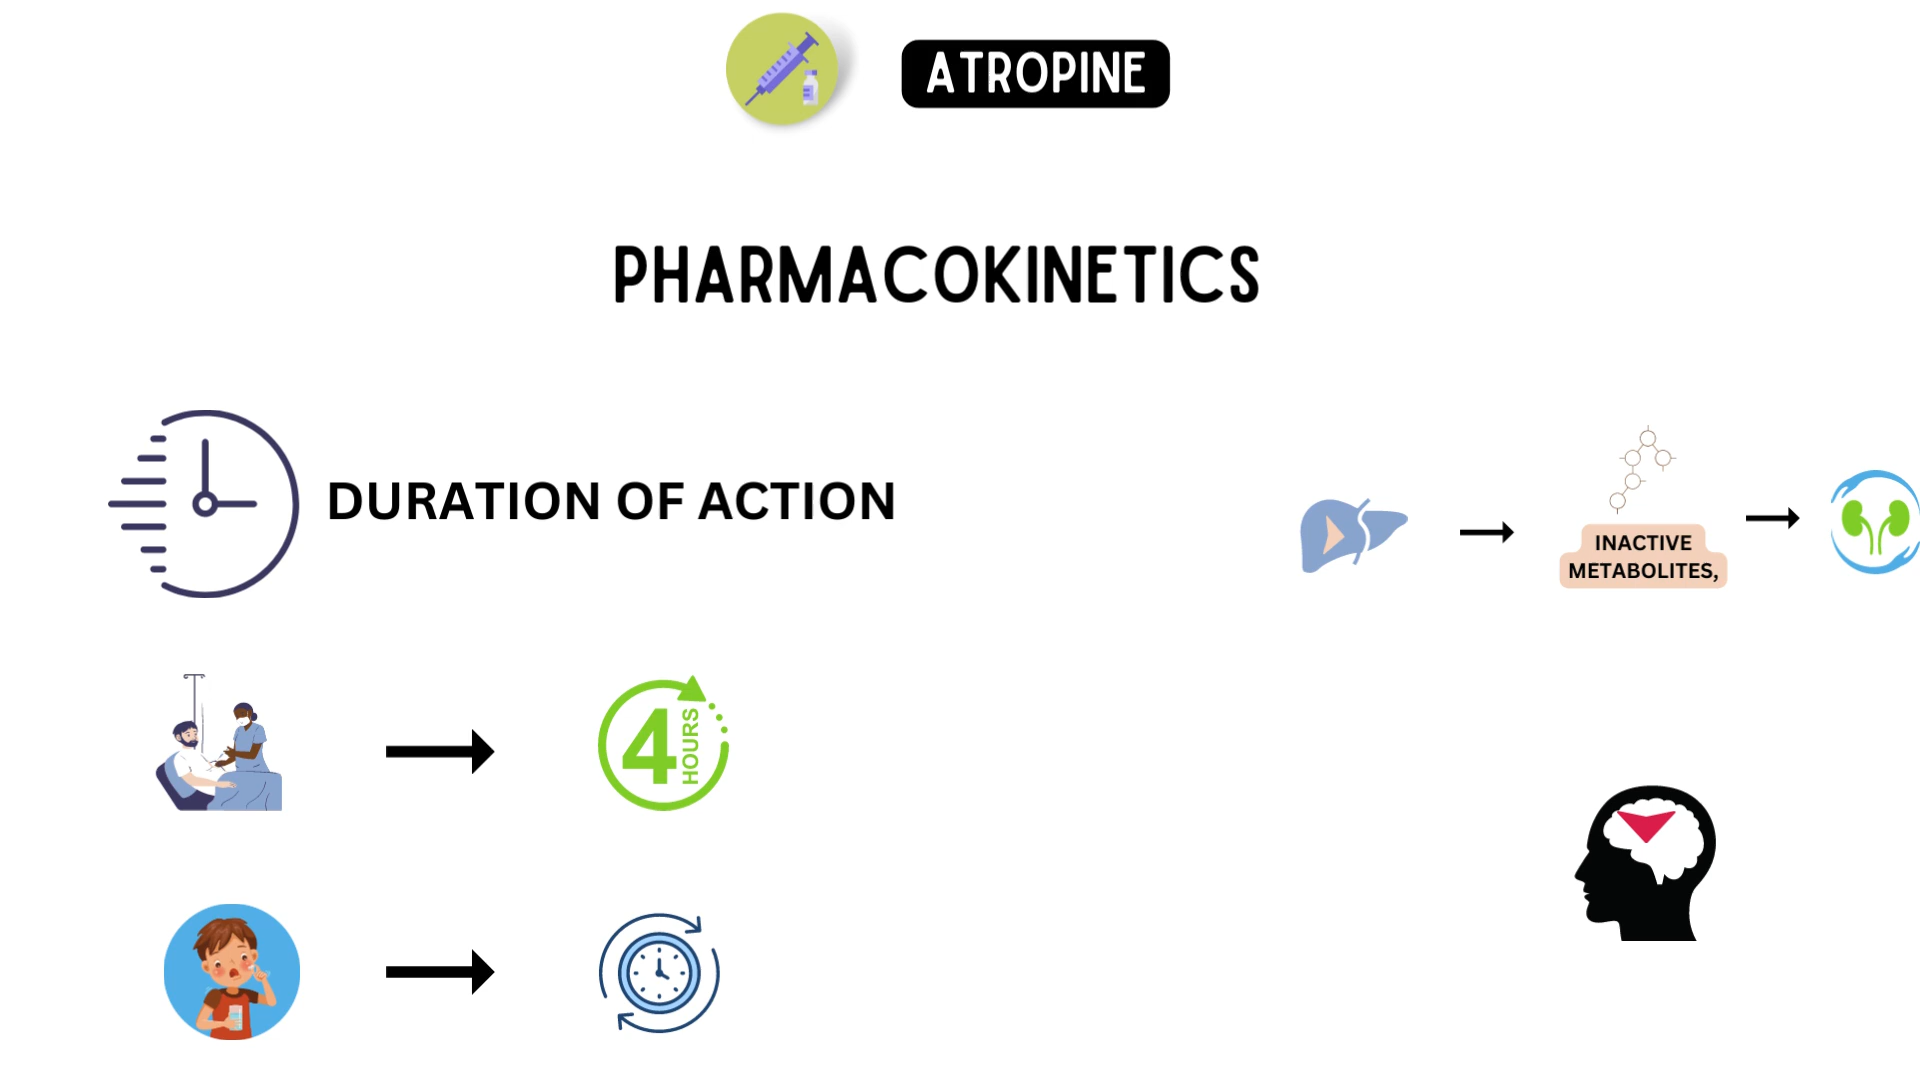 ATROPINE
PHARMACOKINETICS
DURATION OF ACTION
INACTIVE
METABOLITES,
4 HOURS